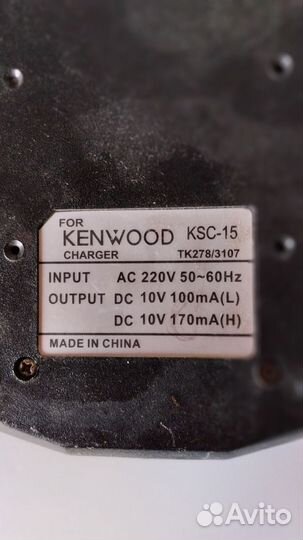 FOR
KENWOOD KSC-15
CHARGER TK278/3107
INPUT AC 220V 50~60Hz
OUTPUT DC 10V 100mA(L)
DC 10V 170mA(H)
MADE IN CHINA
Avito